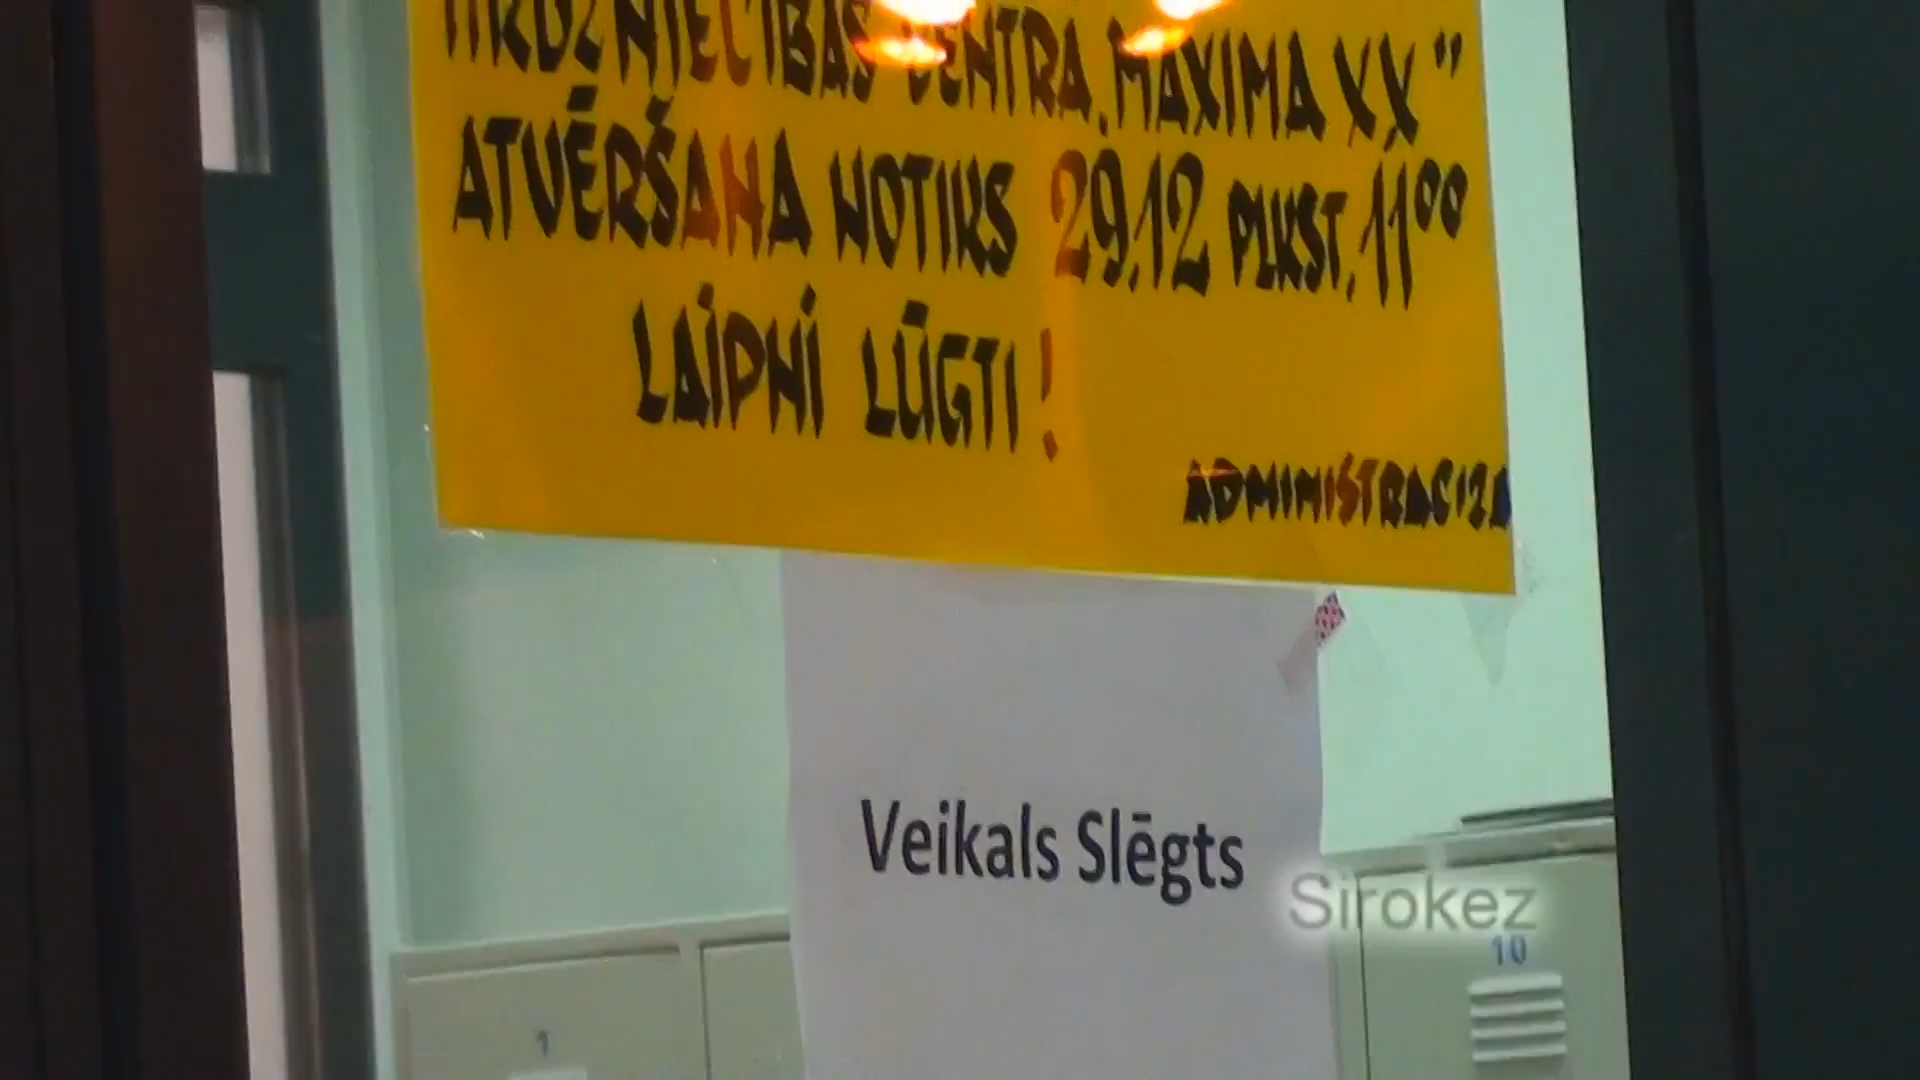 TIRDZNIECĪBAS CENTRA „MAXIMA XX”
ATVĒRŠANA NOTIKS 29.12 PLKST. 11⁰⁰
LAIPNI LŪGTI!
ADMINISTRACIJA
Veikals Slēgts
Sirokez
10
1